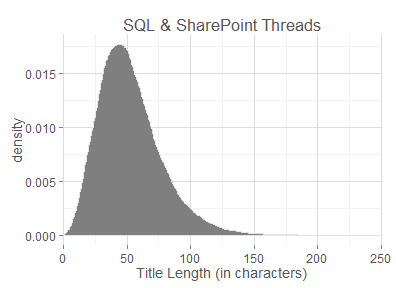 SQL & SharePoint Threads
0.015
0.010
0.005
0.000
density
0 50 100 150 200 250
Title Length (in characters)